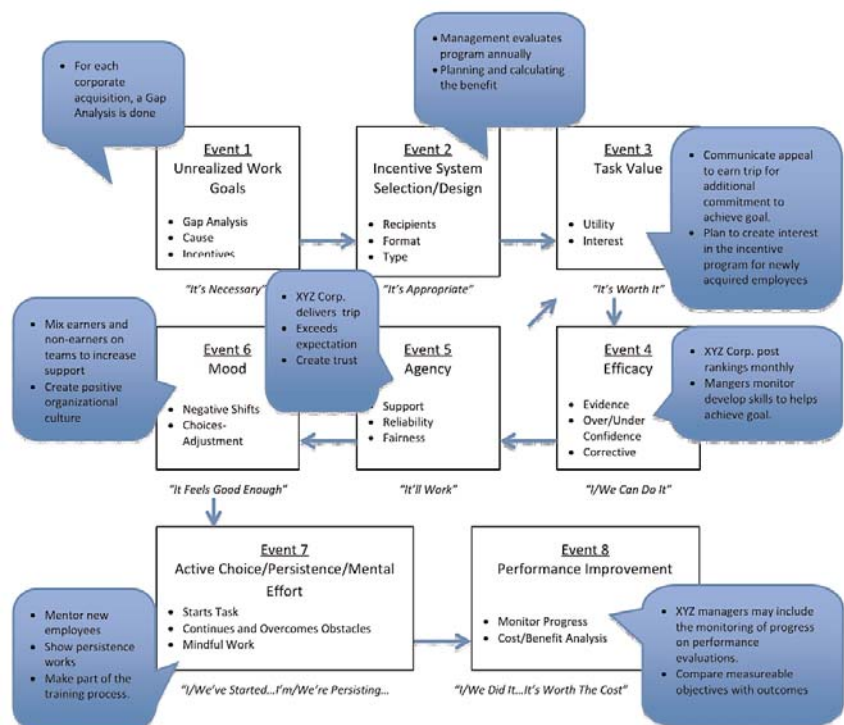 • For each
corporate
acquisition, a Gap
Analysis is done
• Management evaluates
program annually
• Planning and calculating
the benefit
Event 1
Unrealized Work
Goals
• Gap Analysis
• Cause
• Incentives
"It's Necessary"
Event 2
Incentive System
Selection/Design
• Recipients
• Format
• Type
"It's Appropriate"
Event 3
Task Value
• Utility
• Interest
"It's Worth It"
• Communicate appeal
to earn trip for
additional
commitment to
achieve goal.
• Plan to create interest
in the incentive
program for newly
acquired employees
• Mix earners and
non-earners on
teams to increase
support
• Create positive
organizational
culture
Event 6
Mood
• Negative Shifts
• Choices-
Adjustment
"It Feels Good Enough"
• XYZ Corp.
delivers trip
• Exceeds
expectation
• Create trust
Event 5
Agency
• Support
• Reliability
• Fairness
"It'll Work"
Event 4
Efficacy
• Evidence
• Over/Under
Confidence
• Corrective
"I/We Can Do It"
• XYZ Corp. post
rankings monthly
• Mangers monitor
develop skills to helps
achieve goal.
Event 7
Active Choice/Persistence/Mental
Effort
• Starts Task
• Continues and Overcomes Obstacles
• Mindful Work
"I/We've Started...I'm/We're Persisting...
• Mentor new
employees
• Show persistence
works
• Make part of the
training process.
Event 8
Performance Improvement
• Monitor Progress
• Cost/Benefit Analysis
"I/We Did It...It's Worth The Cost"
• XYZ managers may include
the monitoring of progress
on performance
evaluations.
• Compare measureable
objectives with outcomes